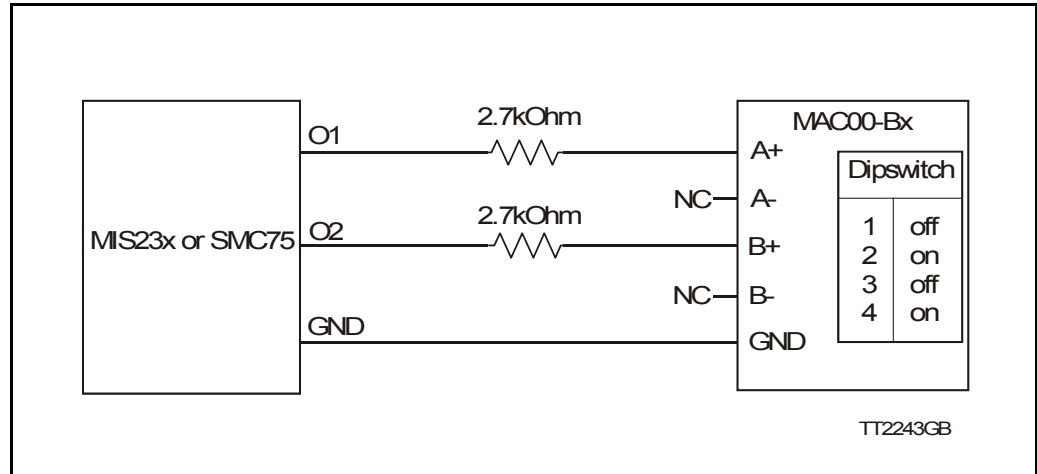 MIS23x or SMC75
O1
2.7kOhm
O2
2.7kOhm
GND
MAC00-Bx
A+
NC
A-
B+
NC
B-
GND
Dipswitch
1 off
2 on
3 off
4 on
TT2243GB